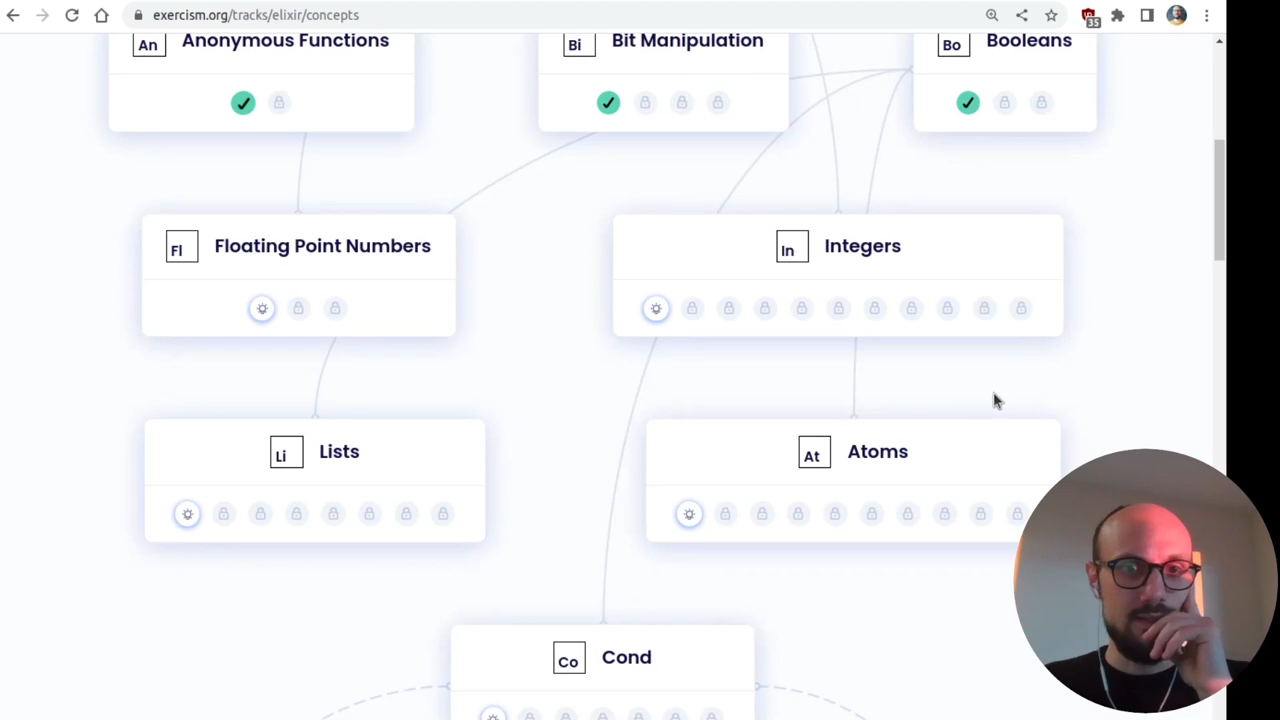 exercism.org/tracks/elixir/concepts
35
An Anonymous Functions
Bi Bit Manipulation
Bo Booleans
Fl Floating Point Numbers
In Integers
Li Lists
At Atoms
Co Cond